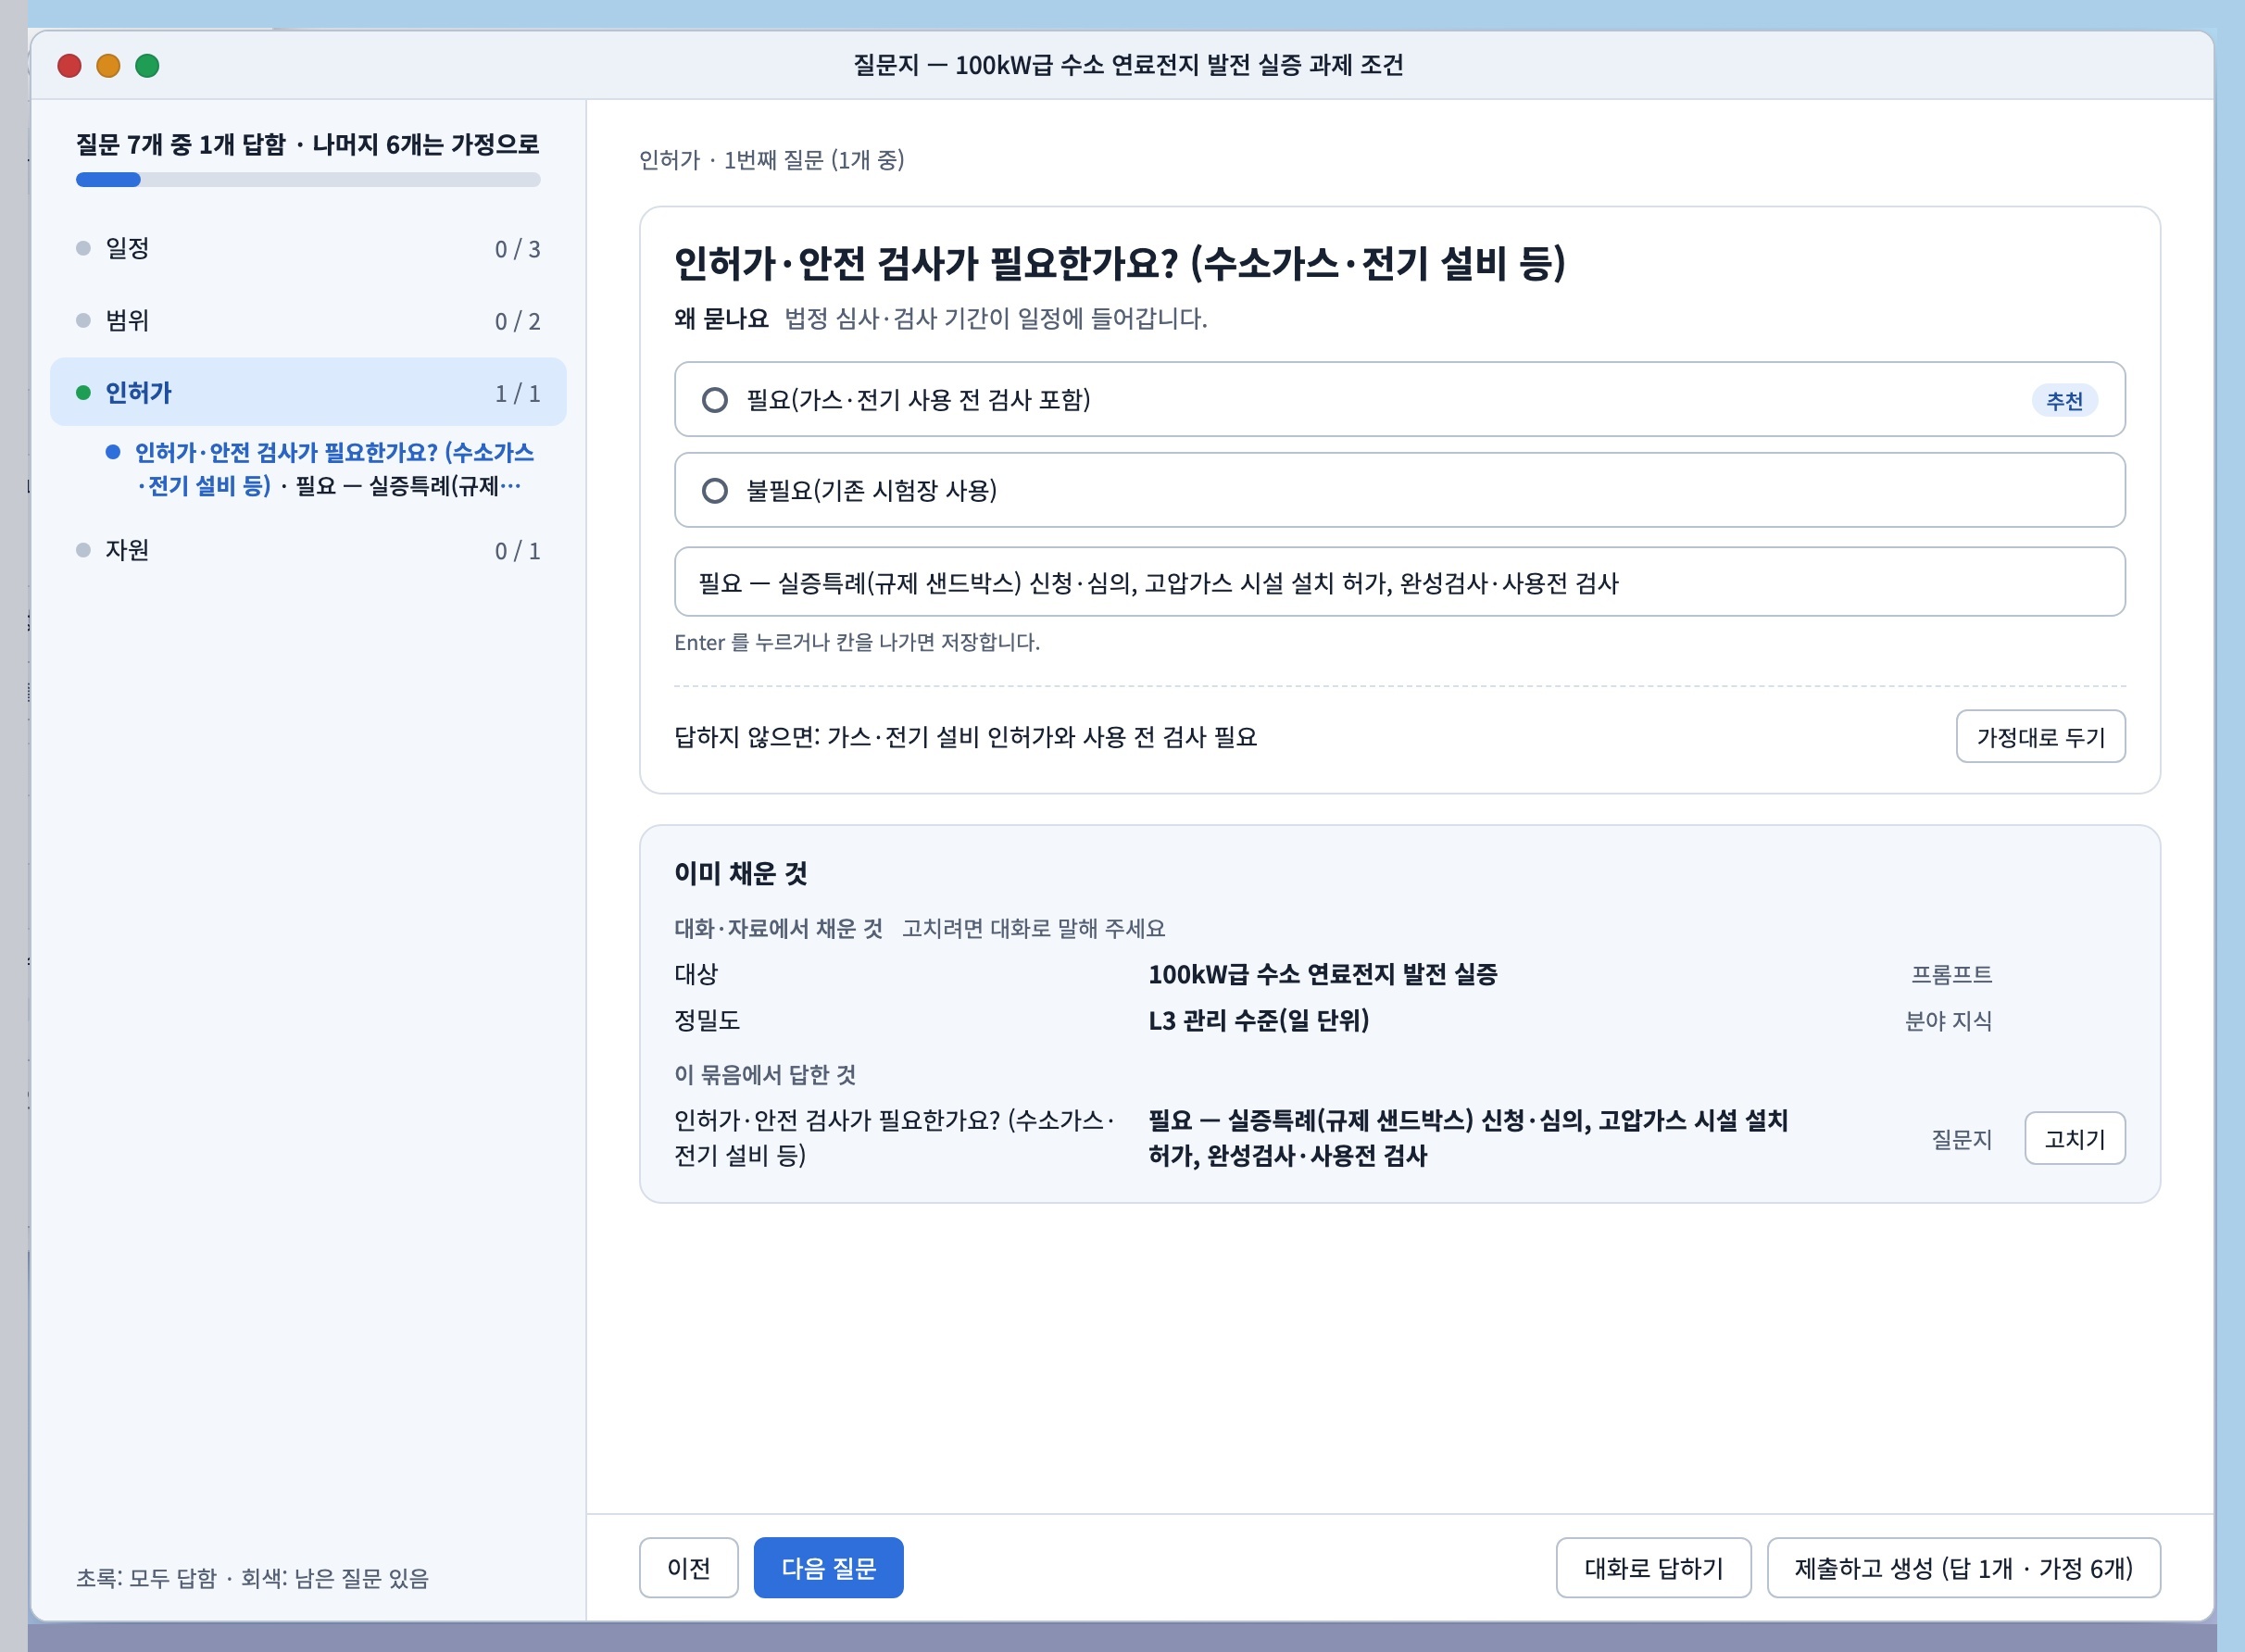 질문지 — 100kW급 수소 연료전지 발전 실증 과제 조건
질문 7개 중 1개 답함 · 나머지 6개는 가정으로
일정 0 / 3
범위 0 / 2
인허가 1 / 1
인허가·안전 검사가 필요한가요? (수소가스
·전기 설비 등) · 필요 — 실증특례(규제…
자원 0 / 1
초록: 모두 답함 · 회색: 남은 질문 있음
인허가 · 1번째 질문 (1개 중)
인허가·안전 검사가 필요한가요? (수소가스·전기 설비 등)
왜 묻나요 법정 심사·검사 기간이 일정에 들어갑니다.
필요(가스·전기 사용 전 검사 포함) 추천
불필요(기존 시험장 사용)
필요 — 실증특례(규제 샌드박스) 신청·심의, 고압가스 시설 설치 허가, 완성검사·사용전 검사
Enter 를 누르거나 칸을 나가면 저장합니다.
답하지 않으면: 가스·전기 설비 인허가와 사용 전 검사 필요 가정대로 두기
이미 채운 것
대화·자료에서 채운 것 고치려면 대화로 말해 주세요
대상 100kW급 수소 연료전지 발전 실증 프롬프트
정밀도 L3 관리 수준(일 단위) 분야 지식
이 묶음에서 답한 것
인허가·안전 검사가 필요한가요? (수소가스·
전기 설비 등)
필요 — 실증특례(규제 샌드박스) 신청·심의, 고압가스 시설 설치
허가, 완성검사·사용전 검사
질문지 고치기
이전 다음 질문 대화로 답하기 제출하고 생성 (답 1개 · 가정 6개)